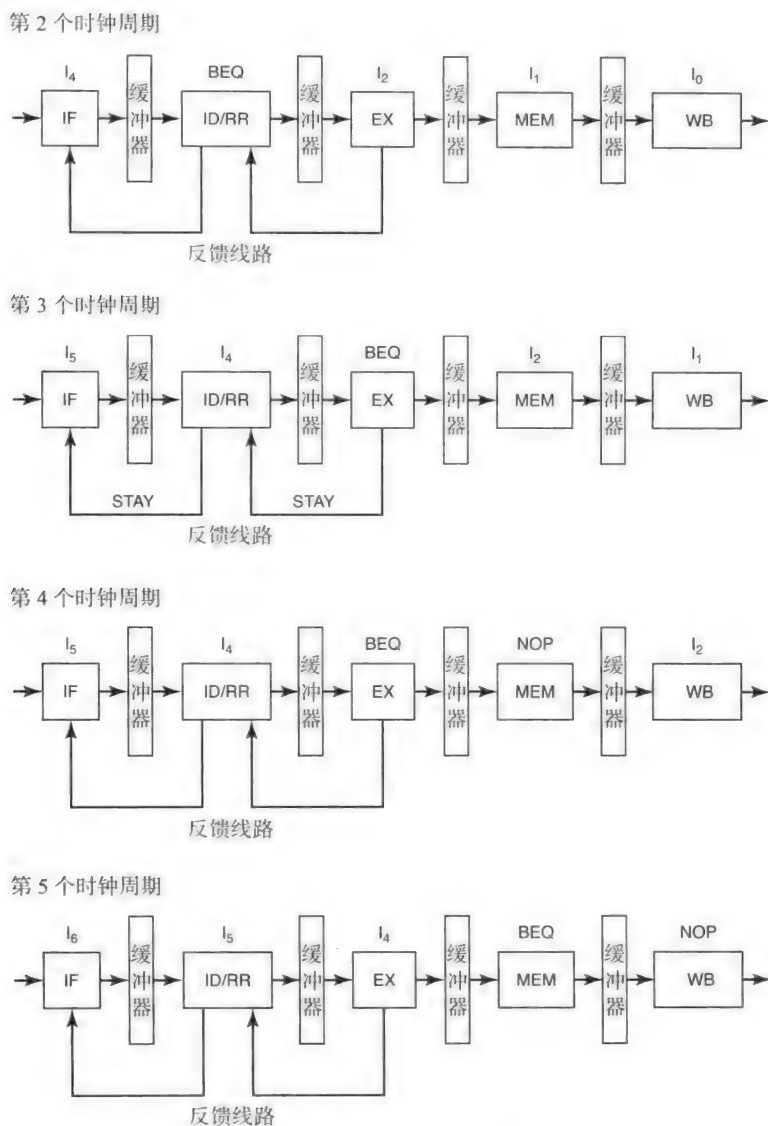 第 2 个时钟周期
I₄ BEQ I₂ I₁ I₀
IF 缓冲器 ID/RR 缓冲器 EX 缓冲器 MEM 缓冲器 WB
反馈线路
第 3 个时钟周期
I₅ I₄ BEQ I₂ I₁
IF 缓冲器 ID/RR 缓冲器 EX 缓冲器 MEM 缓冲器 WB
STAY STAY
反馈线路
第 4 个时钟周期
I₅ I₄ BEQ NOP I₂
IF 缓冲器 ID/RR 缓冲器 EX 缓冲器 MEM 缓冲器 WB
反馈线路
第 5 个时钟周期
I₆ I₅ I₄ BEQ NOP
IF 缓冲器 ID/RR 缓冲器 EX 缓冲器 MEM 缓冲器 WB
反馈线路